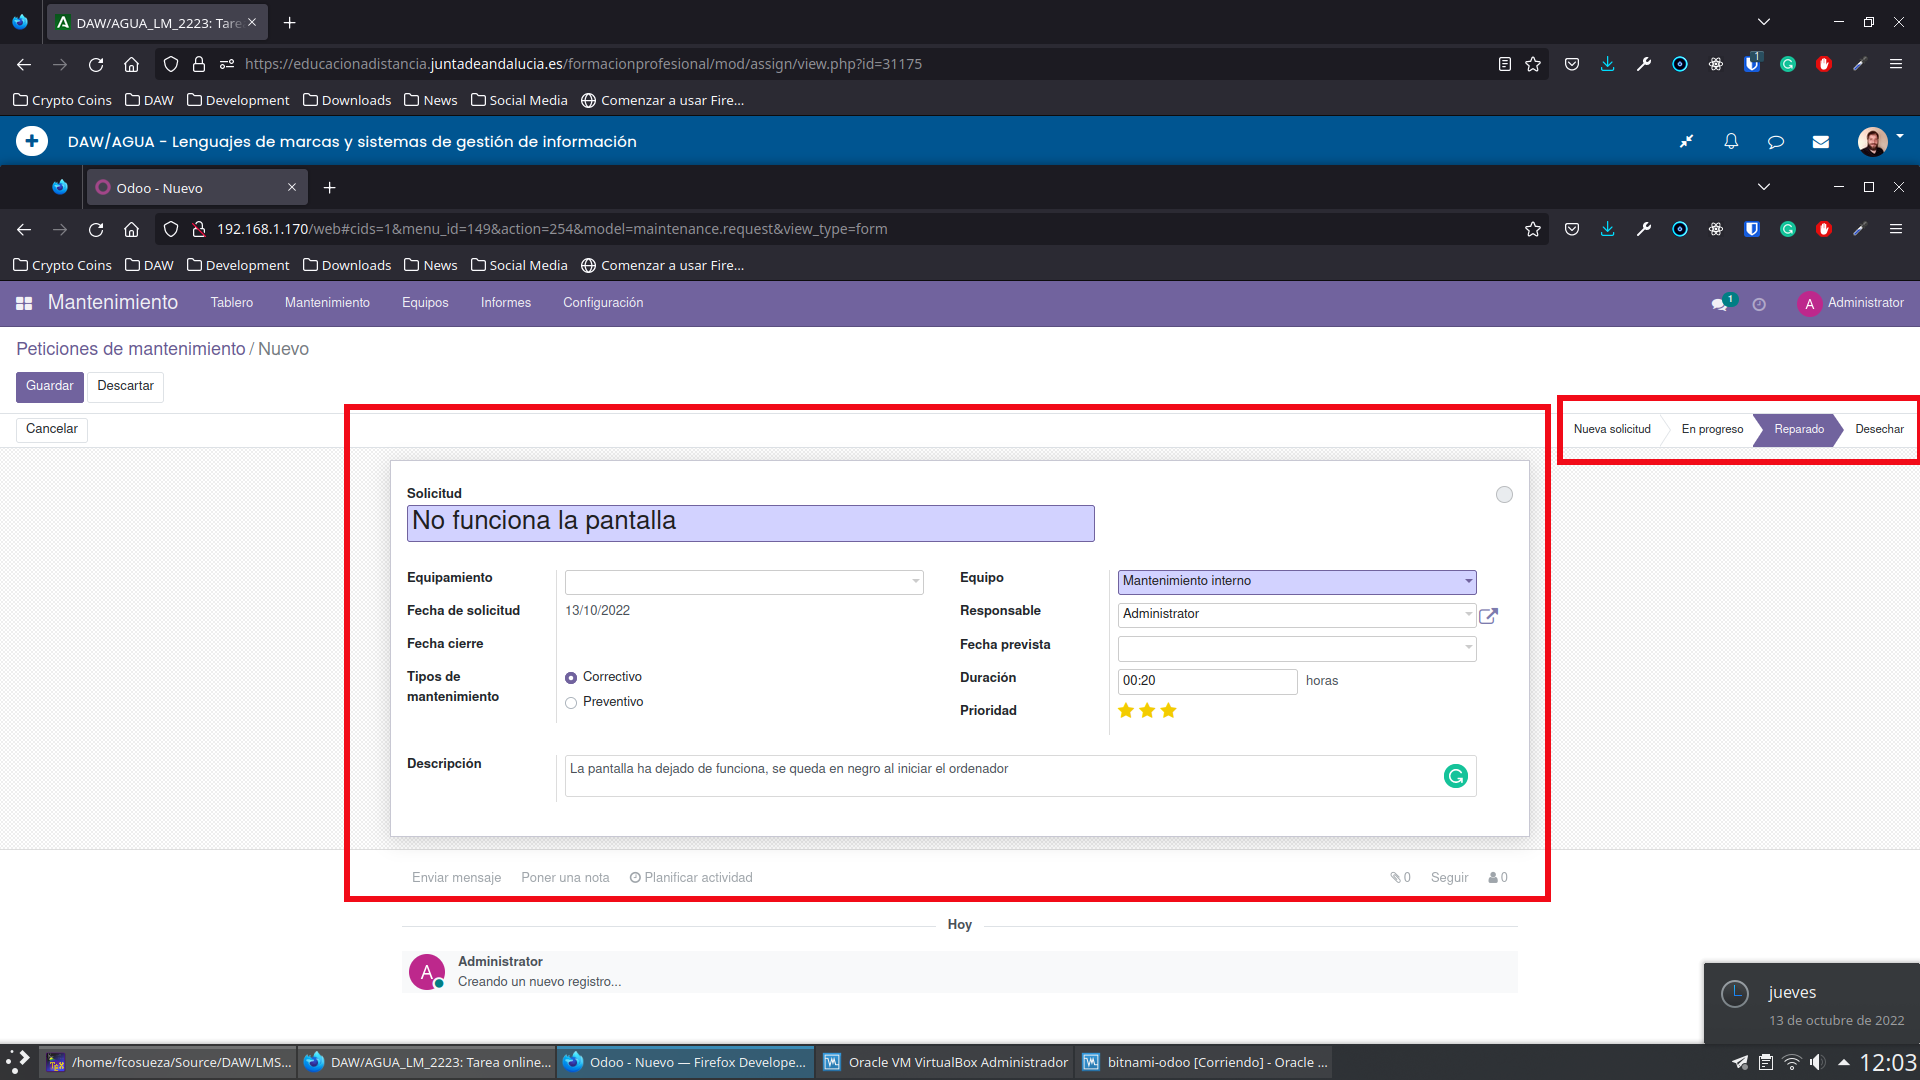 DAW/AGUA_LM_2223: Tare
https://educacionadistancia.juntadeandalucia.es/formacionprofesional/mod/assign/view.php?id=31175
1
Crypto Coins DAW Development Downloads News Social Media Comenzar a usar Fire...
DAW/AGUA - Lenguajes de marcas y sistemas de gestión de información
Odoo - Nuevo
192.168.1.170/web#cids=1&menu_id=149&action=254&model=maintenance.request&view_type=form
Crypto Coins DAW Development Downloads News Social Media Comenzar a usar Fire...
Mantenimiento Tablero Mantenimiento Equipos Informes Configuración 1 A Administrator
Peticiones de mantenimiento / Nuevo
Guardar Descartar
Cancelar Nueva solicitud En progreso Reparado Desechar
Solicitud
No funciona la pantalla
Equipamiento Equipo Mantenimiento interno
Fecha de solicitud 13/10/2022 Responsable Administrator
Fecha cierre Fecha prevista
Tipos de mantenimiento Correctivo Duración 00:20 horas
Preventivo Prioridad
Descripción La pantalla ha dejado de funciona, se queda en negro al iniciar el ordenador
Enviar mensaje Poner una nota Planificar actividad 0 Seguir 0
Hoy
A Administrator
Creando un nuevo registro...
jueves
13 de octubre de 2022
/home/fcosueza/Source/DAW/LMS... DAW/AGUA_LM_2223: Tarea online... Odoo - Nuevo — Firefox Develope... Oracle VM VirtualBox Administrador bitnami-odoo [Corriendo] - Oracle ... 12:03